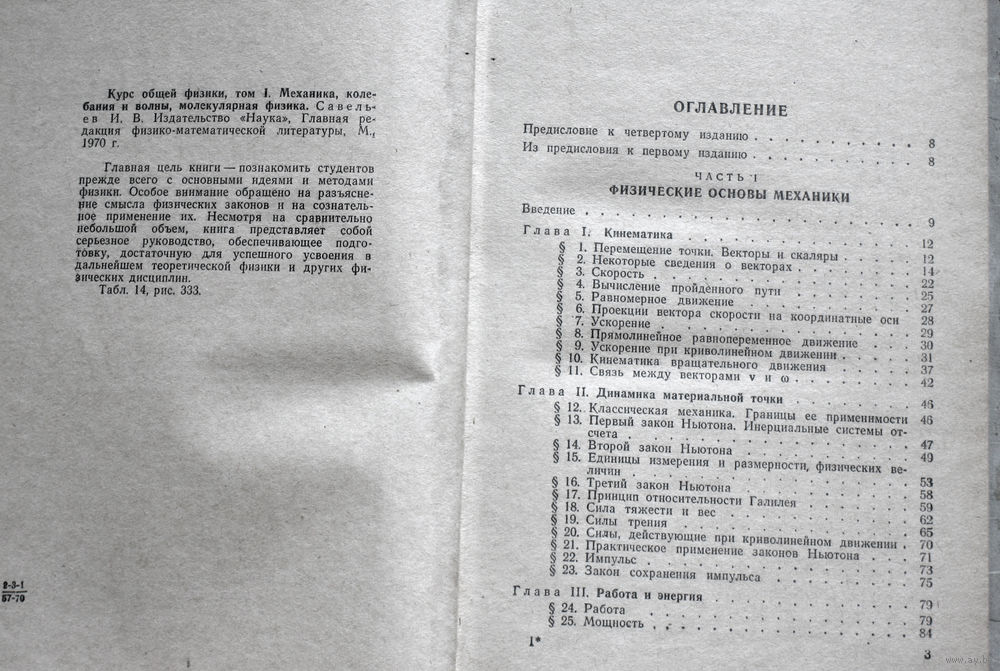 Курс общей физики, том I. Механика, коле-
бания и волны, молекулярная физика. Савель-
ев И. В. Издательство «Наука», Главная ре-
дакция физико-математической литературы, М.,
1970 г.
Главная цель книги — познакомить студентов
прежде всего с основными идеями и методами
физики. Особое внимание обращено на разъясне-
ние смысла физических законов и на сознатель-
ное применение их. Несмотря на сравнительно
небольшой объем, книга представляет собой
серьезное руководство, обеспечивающее подго-
товку, достаточную для успешного усвоения в
дальнейшем теоретической физики и других фи-
зических дисциплин.
Табл. 14, рис. 333.
2-3-1
57-70
ОГЛАВЛЕНИЕ
Предисловие к четвертому изданию . . . . . . . . . . 8
Из предисловия к первому изданию . . . . . . . . . . 8
ЧАСТЬ I
ФИЗИЧЕСКИЕ ОСНОВЫ МЕХАНИКИ
Введение . . . . . . . . . . 9
Глава I. Кинематика . . . . . . . . . . 12
§ 1. Перемещение точки. Векторы и скаляры . . . . . . 12
§ 2. Некоторые сведения о векторах . . . . . . 14
§ 3. Скорость . . . . . . . . . . 22
§ 4. Вычисление пройденного пути . . . . . . 25
§ 5. Равномерное движение . . . . . . 27
§ 6. Проекции вектора скорости на координатные оси 28
§ 7. Ускорение . . . . . . . . . . 29
§ 8. Прямолинейное равнопеременное движение . . . 30
§ 9. Ускорение при криволинейном движении . . . . 31
§ 10. Кинематика вращательного движения . . . . 37
§ 11. Связь между векторами v и ω . . . . . . 42
Глава II. Динамика материальной точки . . . . . . 46
§ 12. Классическая механика. Границы ее применимости 46
§ 13. Первый закон Ньютона. Инерциальные системы от-
счета . . . . . . . . . . 47
§ 14. Второй закон Ньютона . . . . . . 49
§ 15. Единицы измерения и размерности, физических ве-
личин . . . . . . . . . . 53
§ 16. Третий закон Ньютона . . . . . . 58
§ 17. Принцип относительности Галилея . . . . . . 59
§ 18. Сила тяжести и вес . . . . . . 62
§ 19. Силы трения . . . . . . 65
§ 20. Силы, действующие при криволинейном движении . 70
§ 21. Практическое применение законов Ньютона . . . 71
§ 22. Импульс . . . . . . . . . . 73
§ 23. Закон сохранения импульса . . . . . . 75
Глава III. Работа и энергия . . . . . . 79
§ 24. Работа . . . . . . . . . . 79
§ 25. Мощность . . . . . . . . . . 84
1*
3